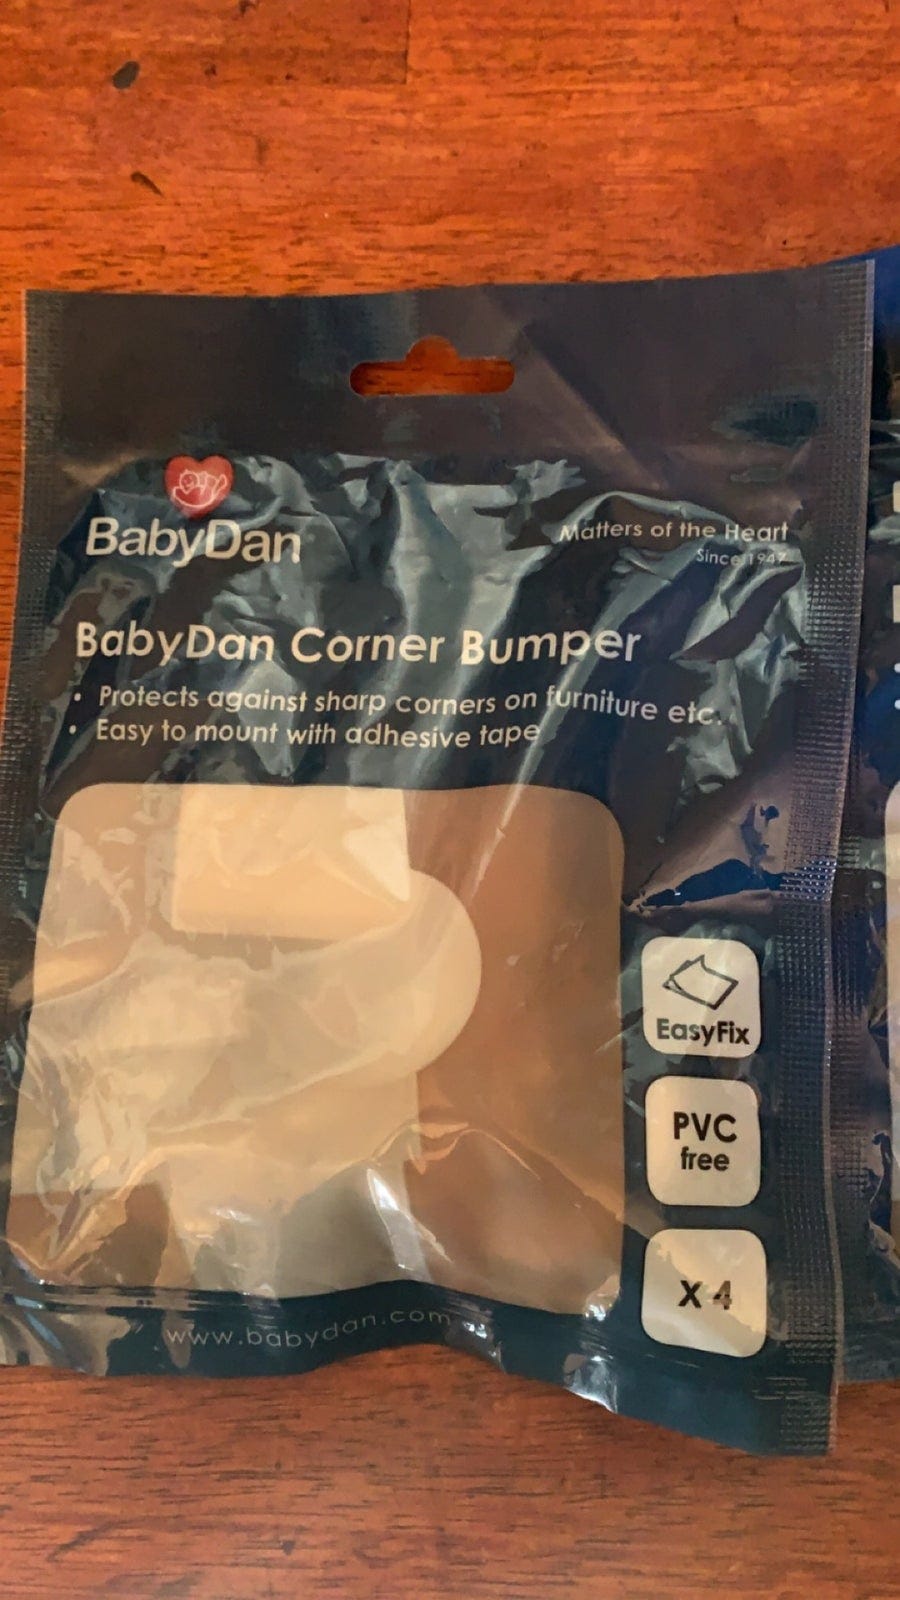 BabyDan
Matters of the Heart
Since 1947
BabyDan Corner Bumper
• Protects against sharp corners on furniture etc.
• Easy to mount with adhesive tape
EasyFix
PVC
free
X 4
www.babydan.com